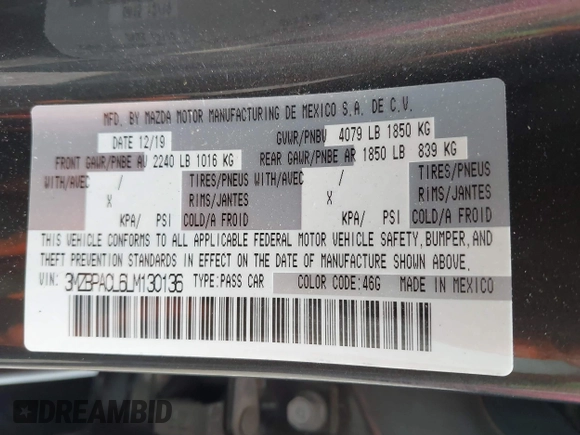 MFD. BY MAZDA MOTOR MANUFACTURING DE MEXICO S.A. DE C.V.
DATE 12/19 GVWR/PNBV 4079 LB 1850 KG
FRONT GAWR/PNBE AV 2240 LB 1016 KG REAR GAWR/PNBE AR 1850 LB 839 KG
WITH/AVEC / TIRES/PNEUS WITH/AVEC / TIRES/PNEUS
X RIMS/JANTES X RIMS/JANTES
KPA/ PSI COLD/A FROID KPA/ PSI COLD/A FROID
THIS VEHICLE CONFORMS TO ALL APPLICABLE FEDERAL MOTOR VEHICLE SAFETY, BUMPER, AND
THEFT PREVENTION STANDARDS IN EFFECT ON THE DATE OF MANUFACTURE SHOWN ABOVE.
VIN: 3MZBPACL6LM130136 TYPE:PASS CAR COLOR CODE:46G MADE IN MEXICO
DREAMBID